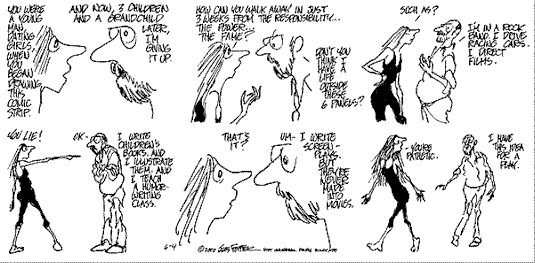 YOU WERE
A YOUNG
MAN,
DATING
GIRLS,
WHEN
YOU
BEGAN
DRAWING
THIS
COMIC
STRIP.
AND NOW, 3 CHILDREN
AND A GRANDCHILD
LATER,
I'M
GIVING
IT UP.
HOW CAN YOU WALK AWAY IN JUST
3 WEEKS FROM THE RESPONSIBILITY...
THE POWER...
THE FAME?
DON'T YOU
THINK I
HAVE A
LIFE
OUTSIDE
THESE
6 PANELS?
SUCH AS?
I'M IN A ROCK
BAND. I DRIVE
RACING CARS.
I DIRECT
FILMS.
YOU LIE!
OK-
I WRITE
CHILDREN'S
BOOKS. AND
I ILLUSTRATE
THEM. AND
I TEACH
A HUMOR-
WRITING
CLASS.
THAT'S
IT?
UM- I WRITE
SCREEN-
PLAYS.
BUT
THEY'RE
NEVER
MADE
INTO
MOVIES.
6-4
©2000
YOU'RE
PATHETIC.
I HAVE
THIS IDEA
FOR A
PLAY.